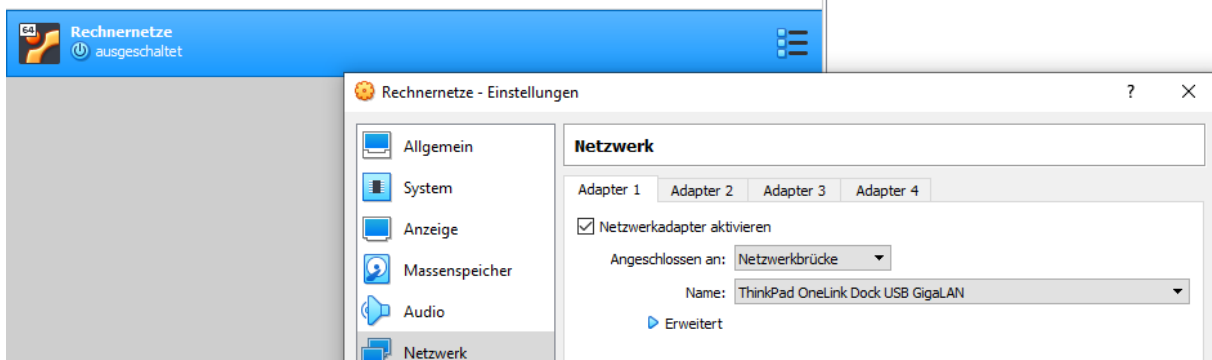 64
Rechnernetze
ausgeschaltet
Rechnernetze - Einstellungen
?
Allgemein
System
Anzeige
Massenspeicher
Audio
Netzwerk
Netzwerk
Adapter 1 Adapter 2 Adapter 3 Adapter 4
Netzwerkadapter aktivieren
Angeschlossen an: Netzwerkbrücke
Name: ThinkPad OneLink Dock USB GigaLAN
Erweitert